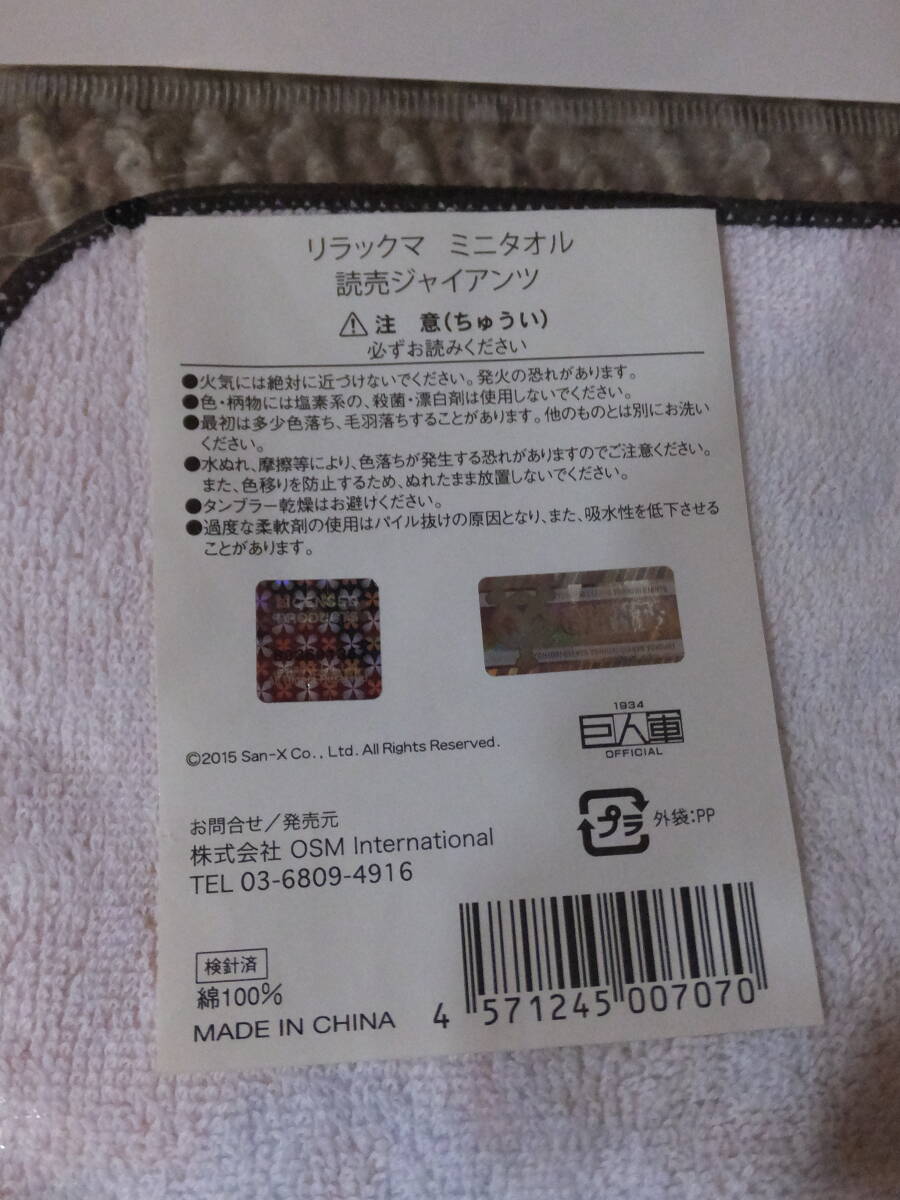 リラックマ ミニタオル
読売ジャイアンツ
⚠注 意(ちゅうい)
必ずお読みください
●火気には絶対に近づけないでください。発火の恐れがあります。
●色・柄物には塩素系の、殺菌・漂白剤は使用しないでください。
●最初は多少色落ち、毛羽落ちすることがあります。他のものとは別にお洗い
ください。
●水ぬれ、摩擦等により、色落ちが発生する恐れがありますのでご注意ください。
また、色移りを防止するため、ぬれたまま放置しないでください。
●タンブラー乾燥はお避けください。
●過度な柔軟剤の使用はパイル抜けの原因となり、また、吸水性を低下させる
ことがあります。
LICENSED
PRODUCTS
1934
巨人軍
OFFICIAL
©2015 San-X Co., Ltd. All Rights Reserved.
プラ 外袋:PP
お問合せ/発売元
株式会社 OSM International
TEL 03-6809-4916
検針済
綿100%
MADE IN CHINA
4 571245 007070